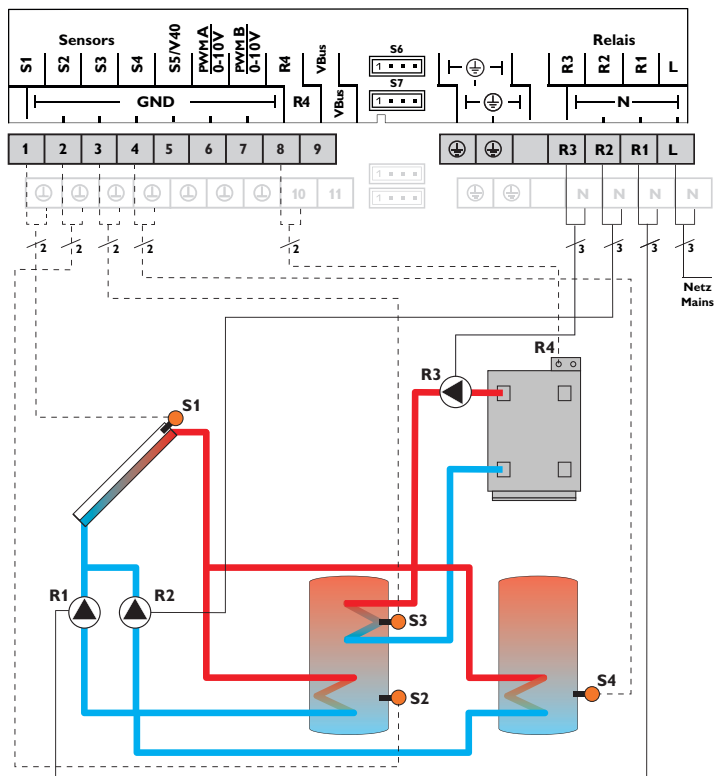 Sensors
Relais
S1 S2 S3 S4 S5/V40 PWM A 0-10V PWM B 0-10V R4 VBus
S6
1
S7
1
R3 R2 R1 L
GND
R4
VBus
N
1 2 3 4 5 6 7 8 9
R3 R2 R1 L
10 11
N N N N
2 2 2 2 2
3 3 3 3
Netz
Mains
R4
R3
S1
R1
R2
S3
S2
S4